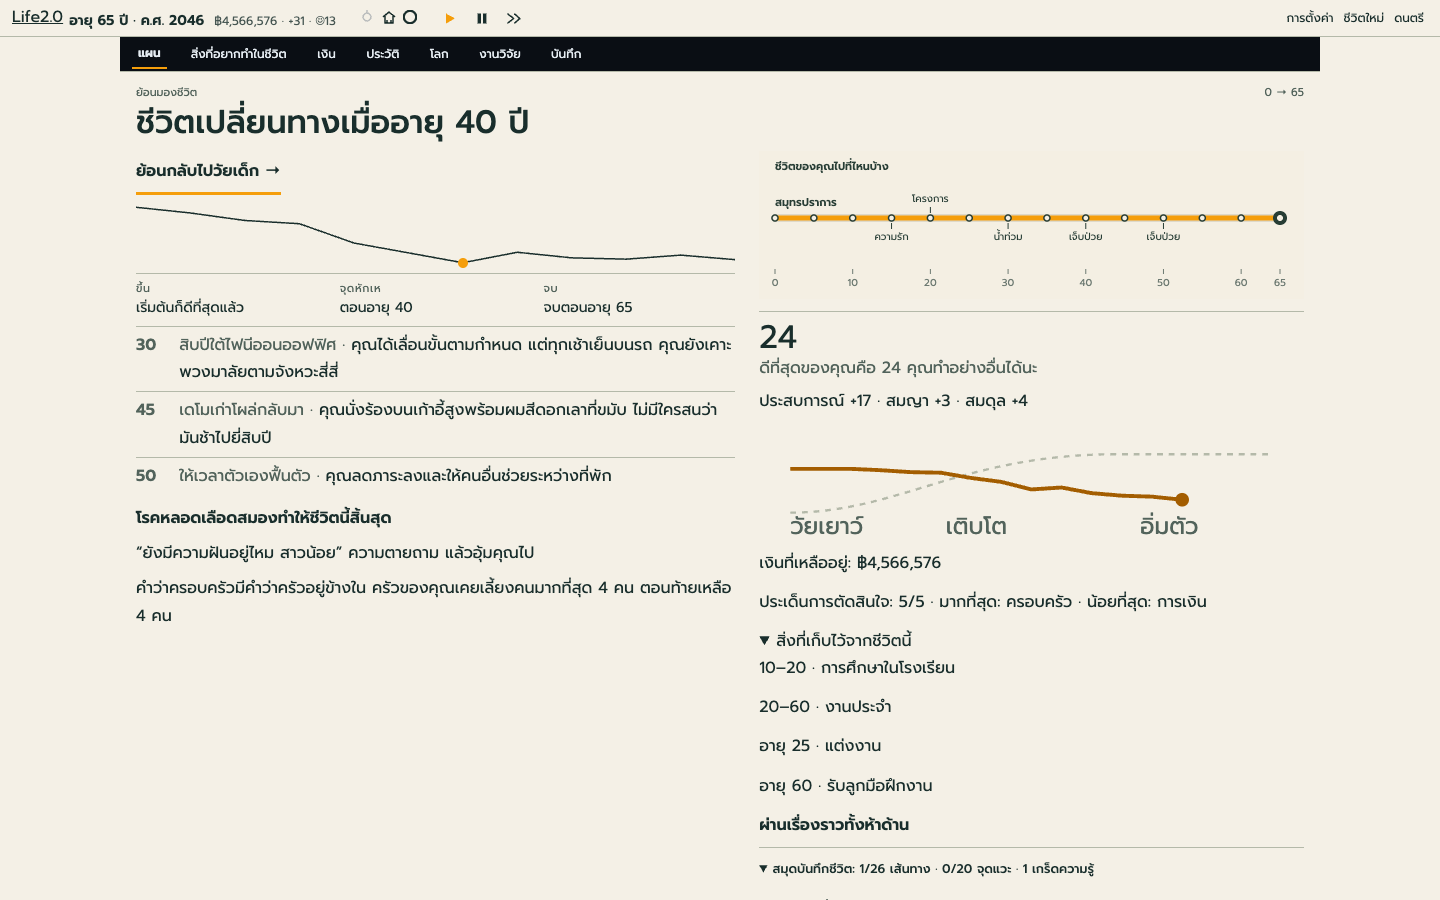 Life2.0 อายุ 65 ปี · ค.ศ. 2046 ฿4,566,576 · +31 · ◎13
การตั้งค่า ชีวิตใหม่ ดนตรี
แผน สิ่งที่อยากทำในชีวิต เงิน ประวัติ โลก งานวิจัย บันทึก
ย้อนมองชีวิต
0 → 65
ชีวิตเปลี่ยนทางเมื่ออายุ 40 ปี
ย้อนกลับไปวัยเด็ก →
ขึ้น
เริ่มต้นก็ดีที่สุดแล้ว
จุดหักเห
ตอนอายุ 40
จบ
จบตอนอายุ 65
30 สิบปีใต้ไฟนีออนออฟฟิศ · คุณได้เลื่อนขั้นตามกำหนด แต่ทุกเช้าเย็นบนรถ คุณยังเคาะ
พวงมาลัยตามจังหวะสี่สี่
45 เดโมเก่าโผล่กลับมา · คุณนั่งร้องบนเก้าอี้สูงพร้อมผมสีดอกเลาที่ขมับ ไม่มีใครสนว่า
มันช้าไปยี่สิบปี
50 ให้เวลาตัวเองฟื้นตัว · คุณลดภาระลงและให้คนอื่นช่วยระหว่างที่พัก
โรคหลอดเลือดสมองทำให้ชีวิตนี้สิ้นสุด
“ยังมีความฝันอยู่ไหม สาวน้อย” ความตายถาม แล้วอุ้มคุณไป
คำว่าครอบครัวมีคำว่าครัวอยู่ข้างใน ครัวของคุณเคยเลี้ยงคนมากที่สุด 4 คน ตอนท้ายเหลือ
4 คน
ชีวิตของคุณไปที่ไหนบ้าง
สมุทรปราการ
โครงการ
ความรัก น้ำท่วม เจ็บป่วย เจ็บป่วย
0 10 20 30 40 50 60 65
24
ดีที่สุดของคุณคือ 24 คุณทำอย่างอื่นได้นะ
ประสบการณ์ +17 · สมญา +3 · สมดุล +4
วัยเยาว์ เติบโต อิ่มตัว
เงินที่เหลืออยู่: ฿4,566,576
ประเด็นการตัดสินใจ: 5/5 · มากที่สุด: ครอบครัว · น้อยที่สุด: การเงิน
▼ สิ่งที่เก็บไว้จากชีวิตนี้
10–20 · การศึกษาในโรงเรียน
20–60 · งานประจำ
อายุ 25 · แต่งงาน
อายุ 60 · รับลูกมือฝึกงาน
ผ่านเรื่องราวทั้งห้าด้าน
▼ สมุดบันทึกชีวิต: 1/26 เส้นทาง · 0/20 จุดแวะ · 1 เกร็ดความรู้